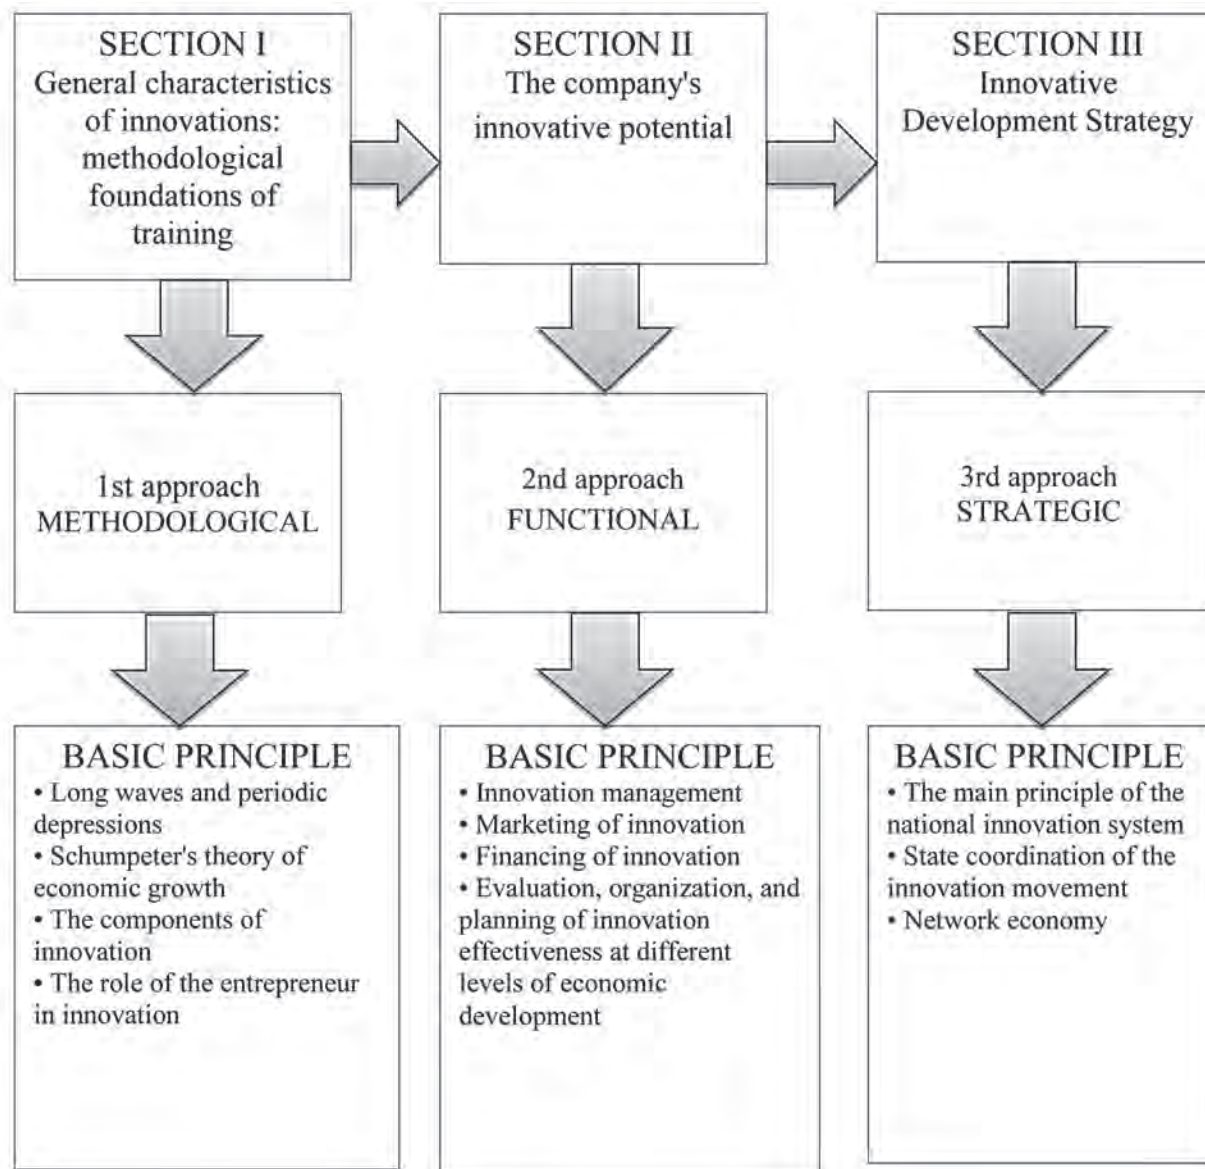 SECTION I
General characteristics
of innovations:
methodological
foundations of
training
SECTION II
The company's
innovative potential
SECTION III
Innovative
Development Strategy
1st approach
METHODOLOGICAL
2nd approach
FUNCTIONAL
3rd approach
STRATEGIC
BASIC PRINCIPLE
• Long waves and periodic
depressions
• Schumpeter's theory of
economic growth
• The components of
innovation
• The role of the entrepreneur
in innovation
BASIC PRINCIPLE
• Innovation management
• Marketing of innovation
• Financing of innovation
• Evaluation, organization, and
planning of innovation
effectiveness at different
levels of economic
development
BASIC PRINCIPLE
• The main principle of the
national innovation system
• State coordination of the
innovation movement
• Network economy